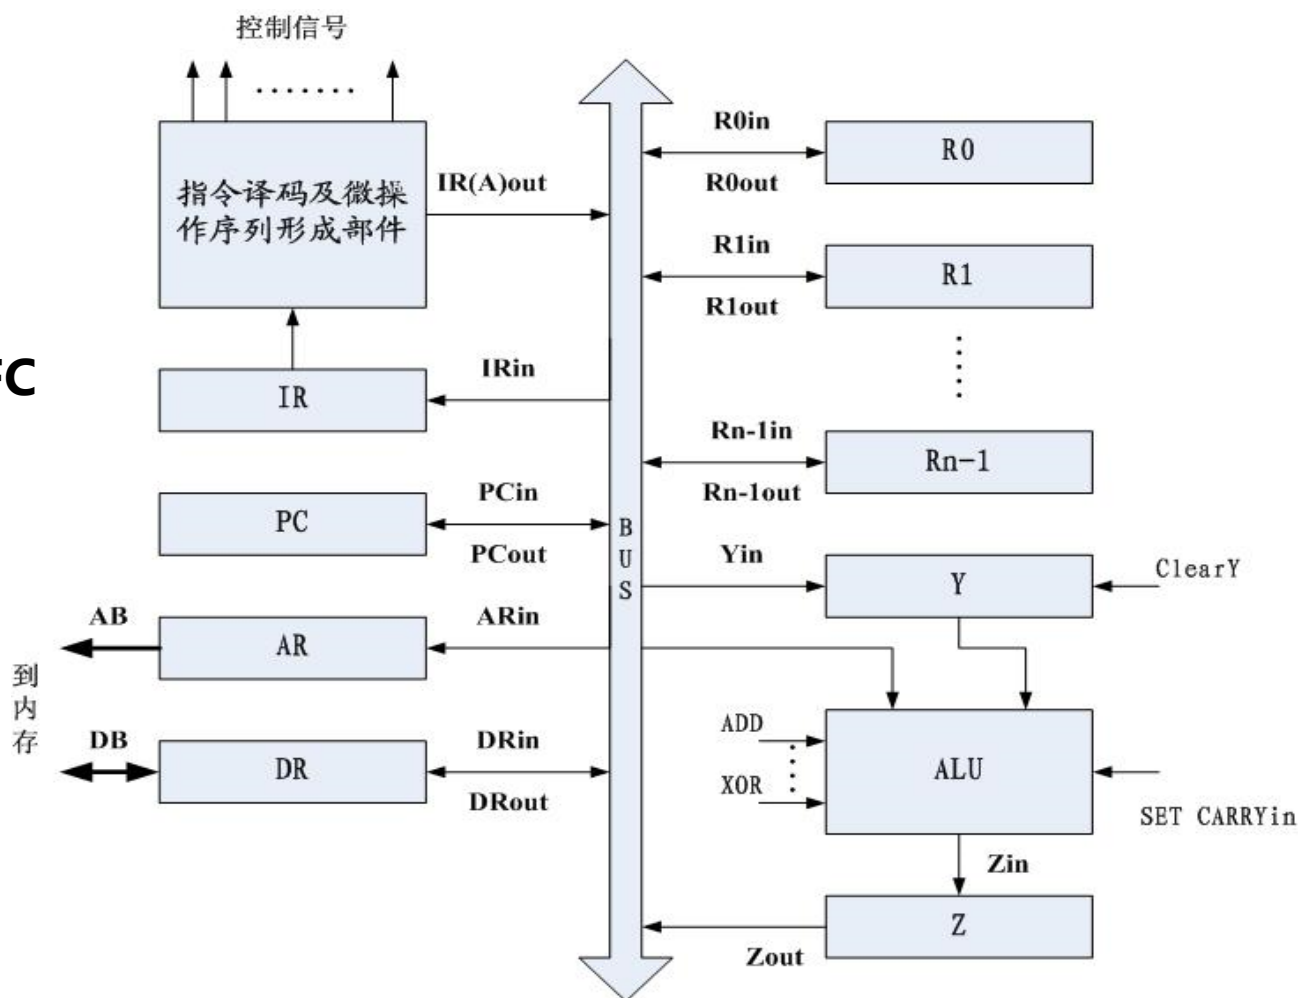 控制信号
指令译码及微操
作序列形成部件
IR(A)out
IRin
IR
PCin
PC
PCout
AB
ARin
AR
到
内
存
DB
DRin
DR
DRout
B
U
S
R0in
R0
R0out
R1in
R1
R1out
Rn-1in
Rn-1
Rn-1out
Yin
Y
ClearY
ADD
XOR
ALU
SET CARRYin
Zin
Z
Zout